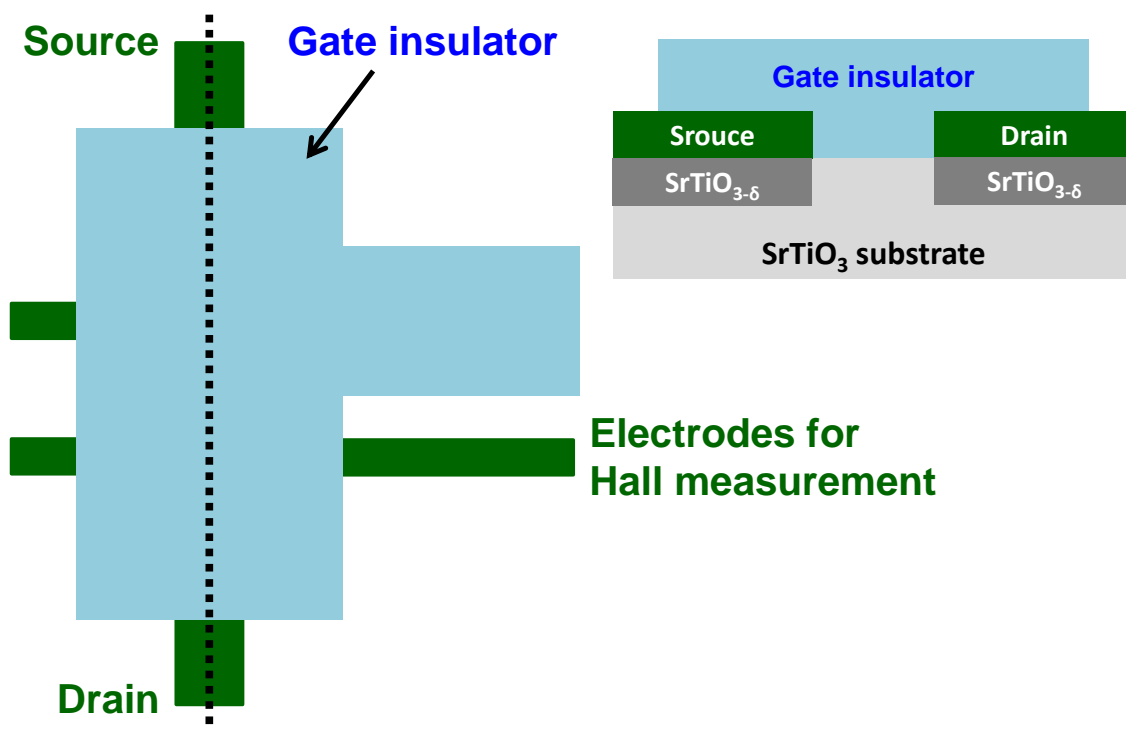 Source
Gate insulator
Drain
Electrodes for
Hall measurement
Gate insulator
Srouce
Drain
SrTiO₃₋δ
SrTiO₃₋δ
SrTiO₃ substrate